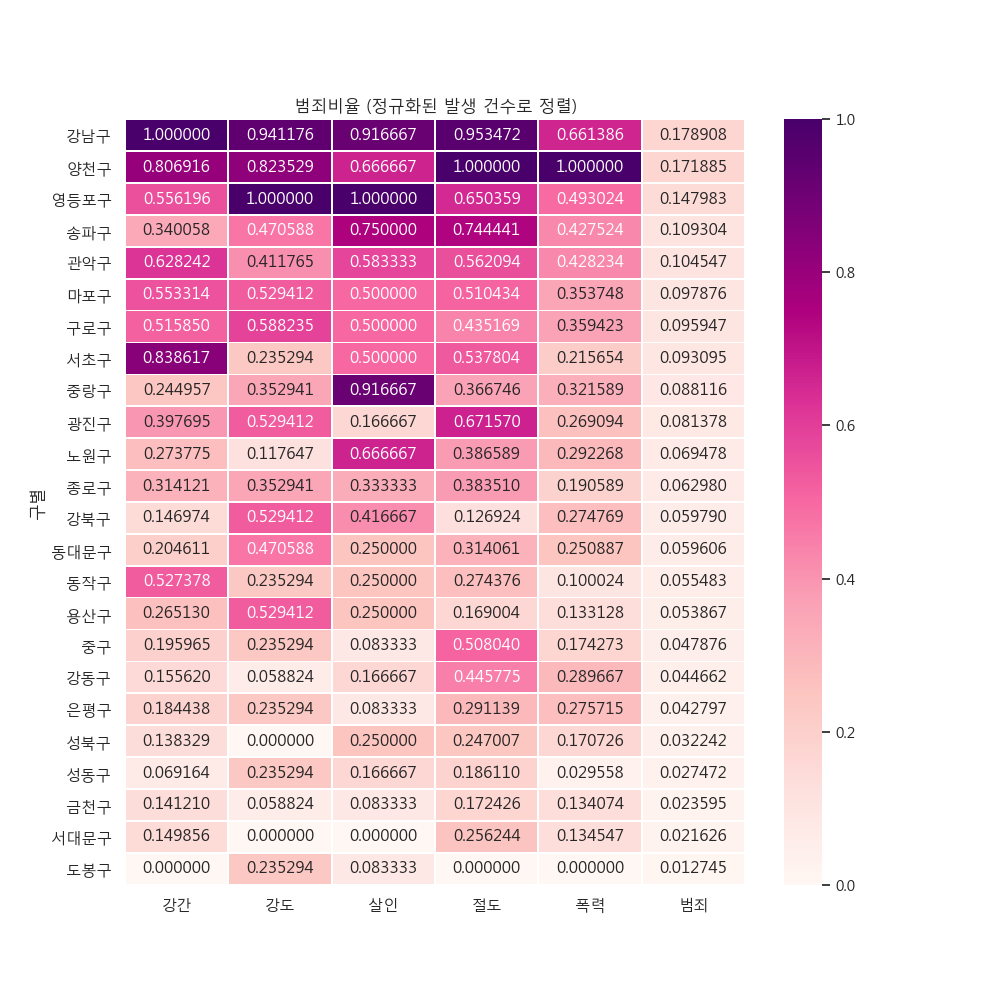 범죄비율 (정규화된 발생 건수로 정렬)
강남구 1.000000 0.941176 0.916667 0.953472 0.661386 0.178908
양천구 0.806916 0.823529 0.666667 1.000000 1.000000 0.171885
영등포구 0.556196 1.000000 1.000000 0.650359 0.493024 0.147983
송파구 0.340058 0.470588 0.750000 0.744441 0.427524 0.109304
관악구 0.628242 0.411765 0.583333 0.562094 0.428234 0.104547
마포구 0.553314 0.529412 0.500000 0.510434 0.353748 0.097876
구로구 0.515850 0.588235 0.500000 0.435169 0.359423 0.095947
서초구 0.838617 0.235294 0.500000 0.537804 0.215654 0.093095
중랑구 0.244957 0.352941 0.916667 0.366746 0.321589 0.088116
광진구 0.397695 0.529412 0.166667 0.671570 0.269094 0.081378
노원구 0.273775 0.117647 0.666667 0.386589 0.292268 0.069478
종로구 0.314121 0.352941 0.333333 0.383510 0.190589 0.062980
강북구 0.146974 0.529412 0.416667 0.126924 0.274769 0.059790
동대문구 0.204611 0.470588 0.250000 0.314061 0.250887 0.059606
동작구 0.527378 0.235294 0.250000 0.274376 0.100024 0.055483
용산구 0.265130 0.529412 0.250000 0.169004 0.133128 0.053867
중구 0.195965 0.235294 0.083333 0.508040 0.174273 0.047876
강동구 0.155620 0.058824 0.166667 0.445775 0.289667 0.044662
은평구 0.184438 0.235294 0.083333 0.291139 0.275715 0.042797
성북구 0.138329 0.000000 0.250000 0.247007 0.170726 0.032242
성동구 0.069164 0.235294 0.166667 0.186110 0.029558 0.027472
금천구 0.141210 0.058824 0.083333 0.172426 0.134074 0.023595
서대문구 0.149856 0.000000 0.000000 0.256244 0.134547 0.021626
도봉구 0.000000 0.235294 0.083333 0.000000 0.000000 0.012745
강간 강도 살인 절도 폭력 범죄
구별
1.0
0.8
0.6
0.4
0.2
0.0